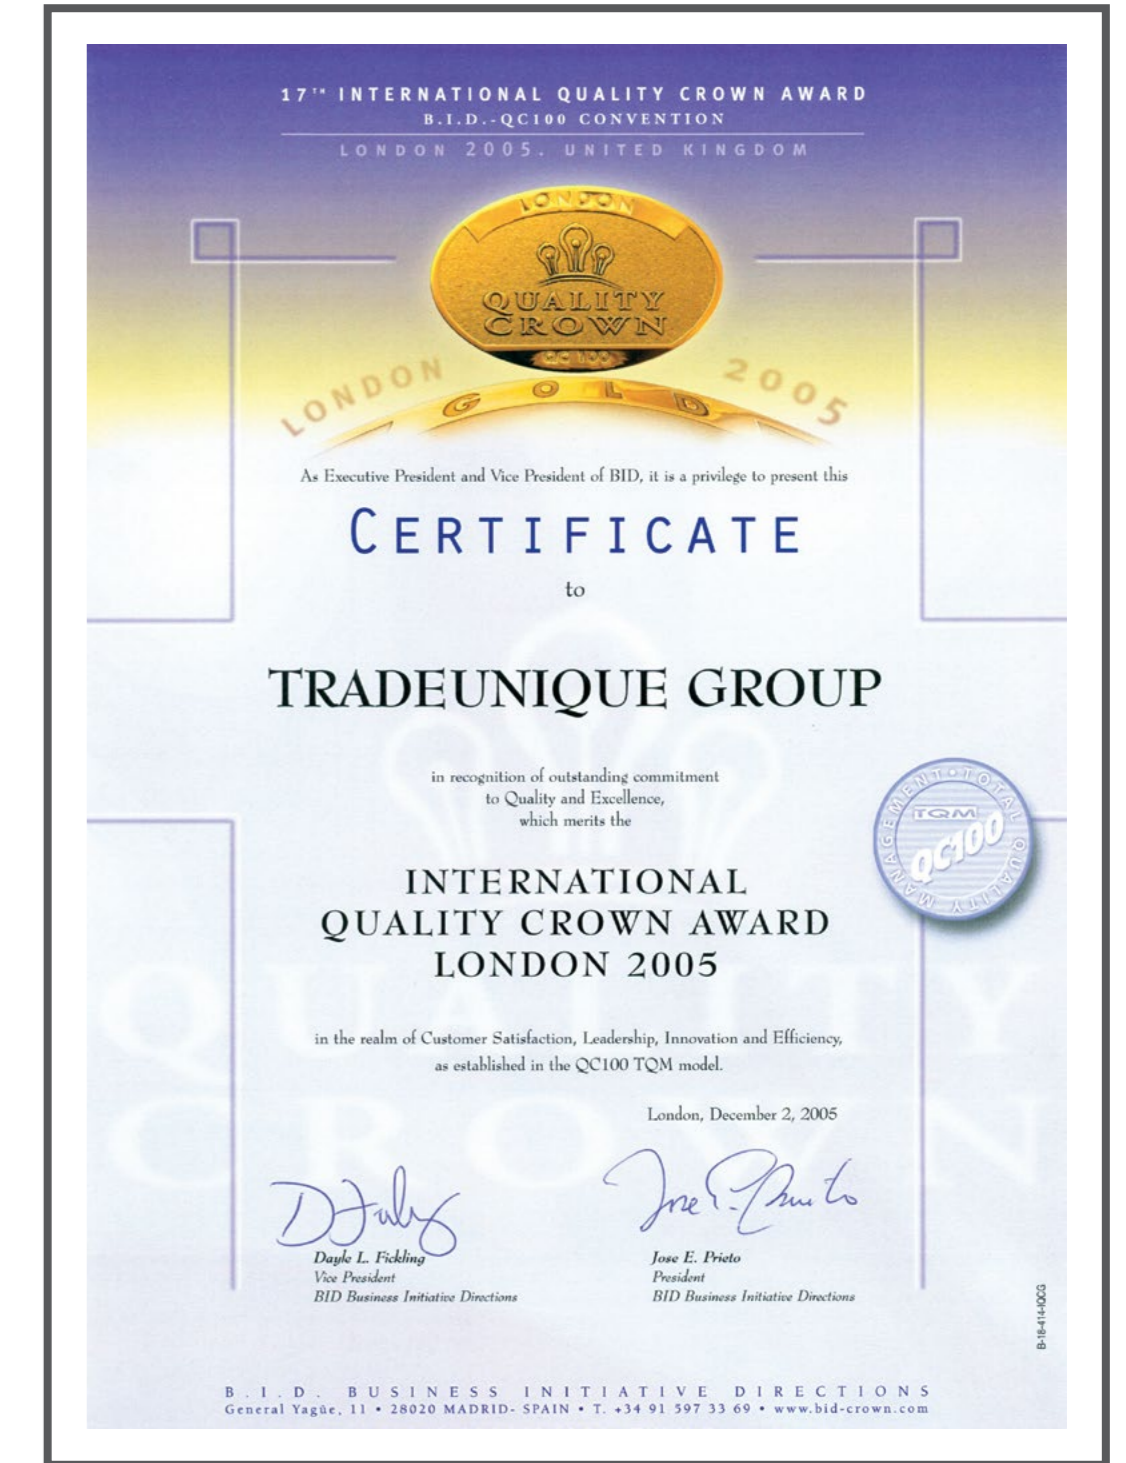 17TH INTERNATIONAL QUALITY CROWN AWARD
B.I.D.-QC100 CONVENTION
LONDON 2005. UNITED KINGDOM
LONDON
QUALITY
CROWN
QC 100
LONDON GOLD 2005
As Executive President and Vice President of BID, it is a privilege to present this
CERTIFICATE
to
TRADEUNIQUE GROUP
in recognition of outstanding commitment
to Quality and Excellence,
which merits the
MANAGEMENT • TOTAL QUALITY
TQM
QC100
INTERNATIONAL
QUALITY CROWN AWARD
LONDON 2005
QUALITY
CROWN
in the realm of Customer Satisfaction, Leadership, Innovation and Efficiency,
as established in the QC100 TQM model.
London, December 2, 2005
Jose E. Prieto
Dayle L. Fickling
Vice President
BID Business Initiative Directions
Jose E. Prieto
President
BID Business Initiative Directions
B-18-414-IQCG
B.I.D. BUSINESS INITIATIVE DIRECTIONS
General Yagüe, 11 • 28020 MADRID- SPAIN • T. +34 91 597 33 69 • www.bid-crown.com